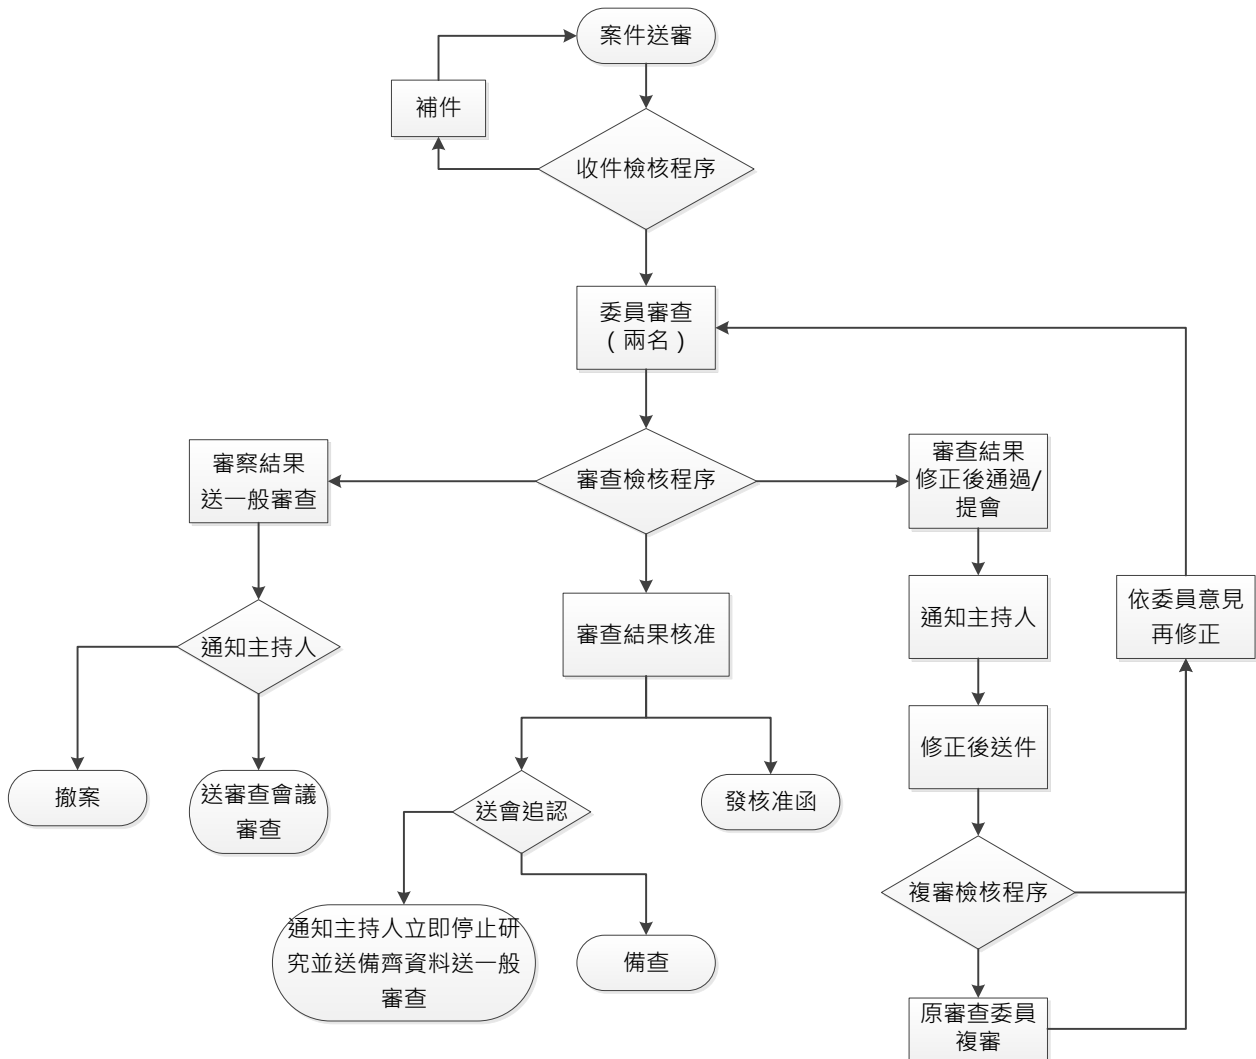 案件送審
補件
收件檢核程序
委員審查
（兩名）
審察結果
送一般審查
審查檢核程序
審查結果
修正後通過/
提會
通知主持人
審查結果核准
通知主持人
依委員意見
再修正
撤案
送審查會議
審查
送會追認
發核准函
修正後送件
複審檢核程序
通知主持人立即停止研
究並送備齊資料送一般
審查
備查
原審查委員
複審